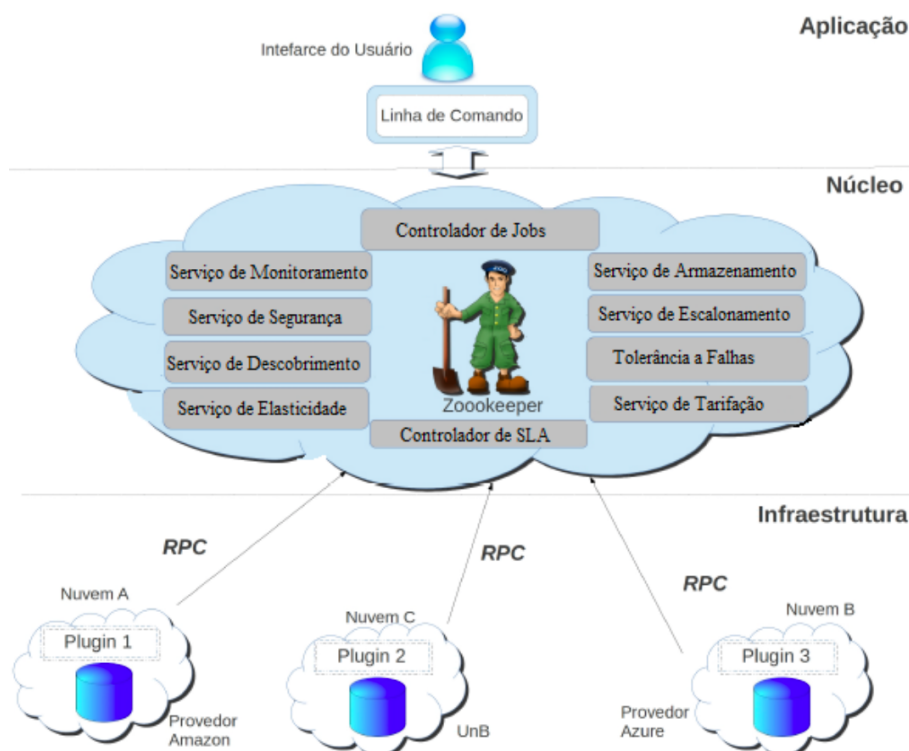 Aplicação
Intefarce do Usuário
Linha de Comando
Núcleo
Controlador de Jobs
Serviço de Monitoramento
Serviço de Segurança
Serviço de Descobrimento
Serviço de Elasticidade
ZOO
Zoookeeper
Serviço de Armazenamento
Serviço de Escalonamento
Tolerância a Falhas
Serviço de Tarifação
Controlador de SLA
Infraestrutura
RPC
RPC
RPC
Nuvem A
Plugin 1
Provedor
Amazon
Nuvem C
Plugin 2
UnB
Nuvem B
Plugin 3
Provedor
Azure